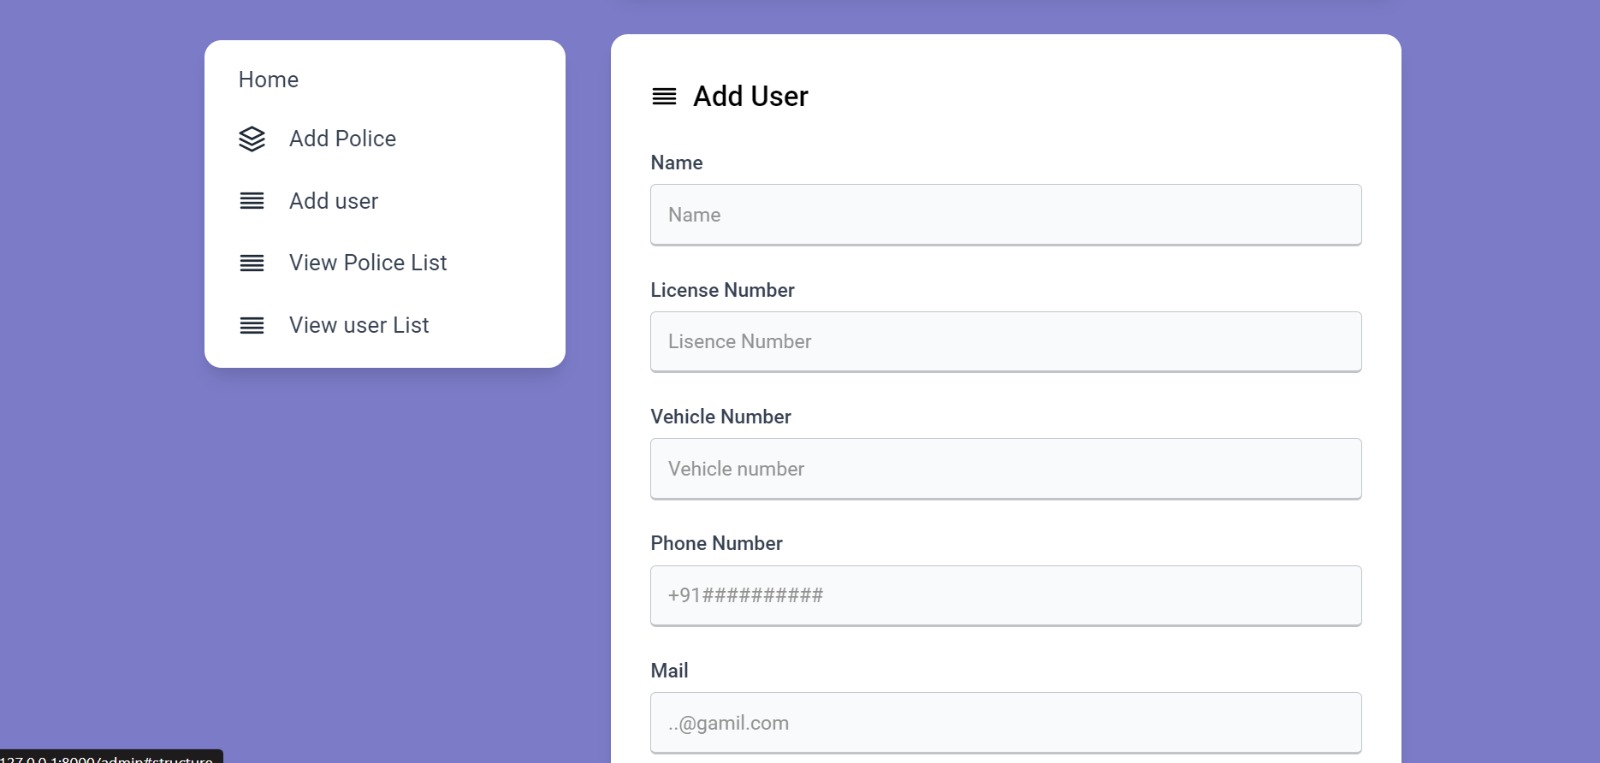 Home
Add Police
Add user
View Police List
View user List
Add User
Name
Name
License Number
Lisence Number
Vehicle Number
Vehicle number
Phone Number
+91##########
Mail
..@gamil.com
127.0.0.1:8000/admin#structure